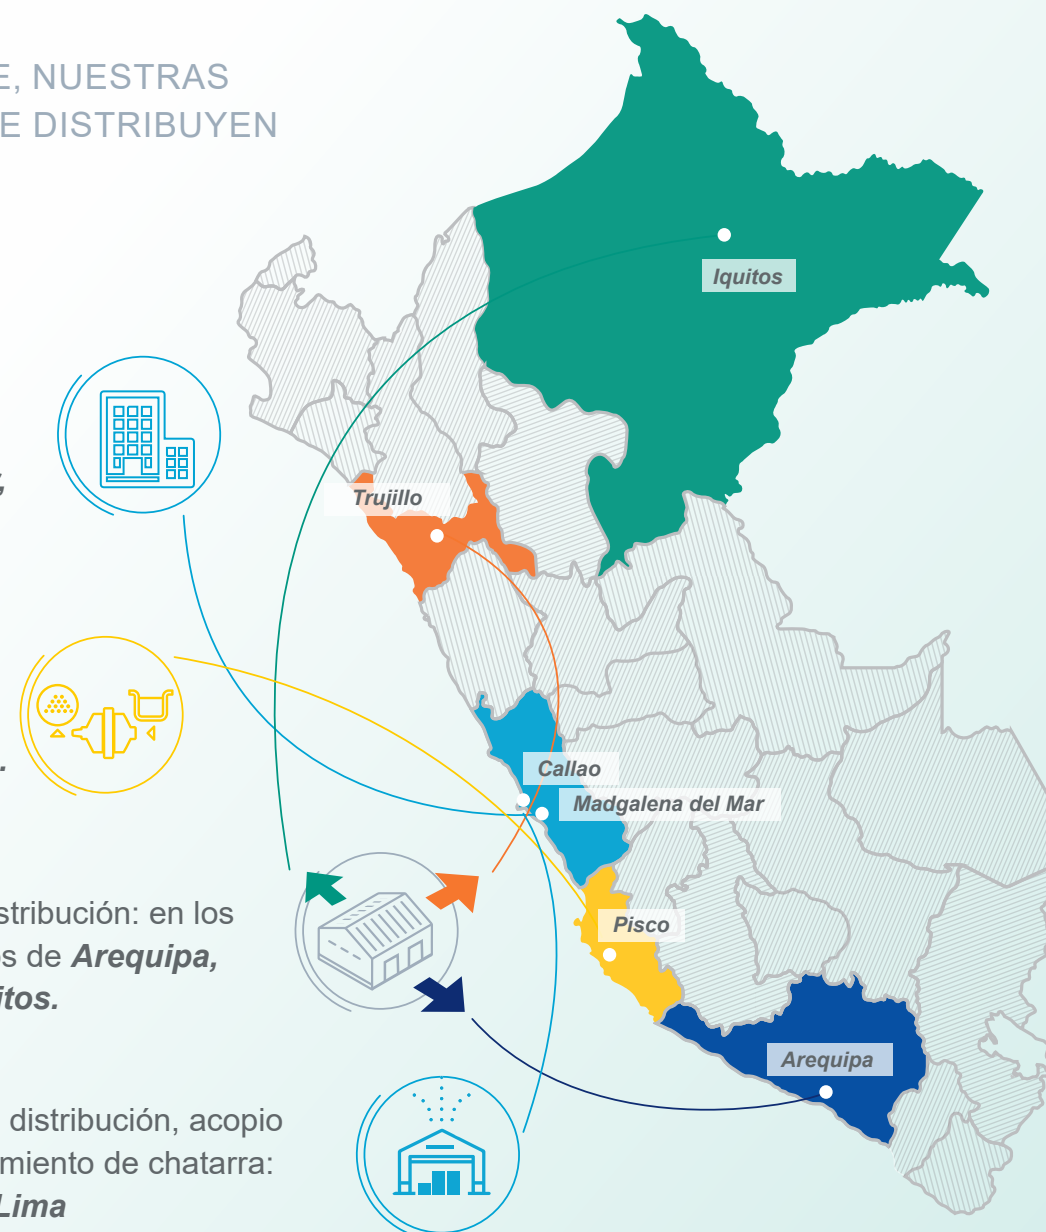 E, NUESTRAS
E DISTRIBUYEN
Iquitos
Trujillo
Callao
Madgalena del Mar
stribución: en los
s de Arequipa,
itos.
Pisco
Arequipa
distribución, acopio
miento de chatarra:
Lima